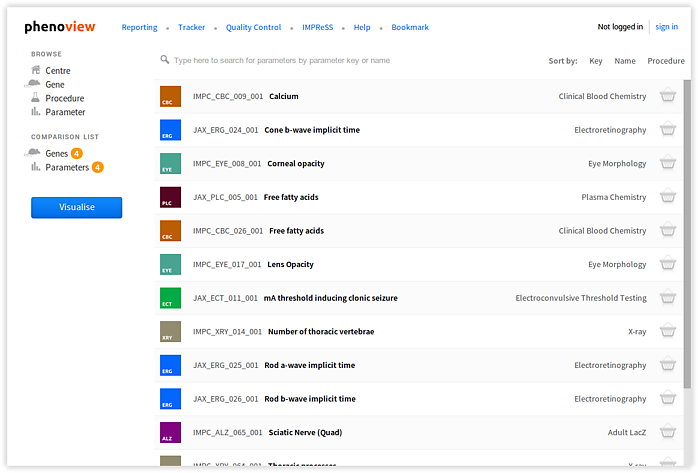 phenoview
Reporting • Tracker • Quality Control • IMPReSS • Help • Bookmark
Not logged in sign in
BROWSE
Centre
Gene
Procedure
Parameter
COMPARISON LIST
Genes 4
Parameters 4
Visualise
Type here to search for parameters by parameter key or name
Sort by: Key Name Procedure
CBC IMPC_CBC_009_001 Calcium Clinical Blood Chemistry
ERG JAX_ERG_024_001 Cone b-wave implicit time Electroretinography
EYE IMPC_EYE_008_001 Corneal opacity Eye Morphology
PLC JAX_PLC_005_001 Free fatty acids Plasma Chemistry
CBC IMPC_CBC_026_001 Free fatty acids Clinical Blood Chemistry
EYE IMPC_EYE_017_001 Lens Opacity Eye Morphology
ECT JAX_ECT_011_001 mA threshold inducing clonic seizure Electroconvulsive Threshold Testing
XRY IMPC_XRY_014_001 Number of thoracic vertebrae X-ray
ERG JAX_ERG_025_001 Rod a-wave implicit time Electroretinography
ERG JAX_ERG_026_001 Rod b-wave implicit time Electroretinography
ALZ IMPC_ALZ_065_001 Sciatic Nerve (Quad) Adult LacZ
IMPC_XRY_064_001 Thoracic processes X-ray